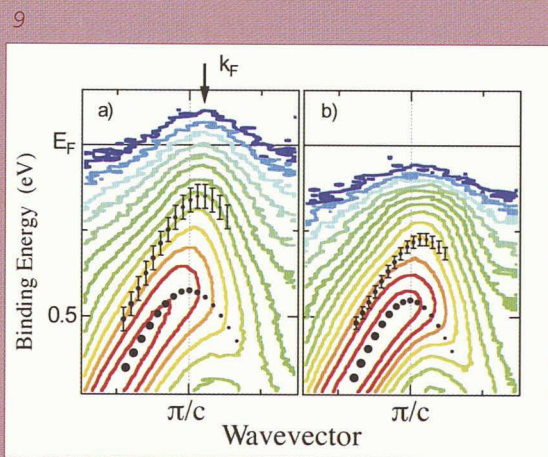 9
k_F
a)
b)
E_F
Binding Energy (eV)
0.5
π/c
π/c
Wavevector